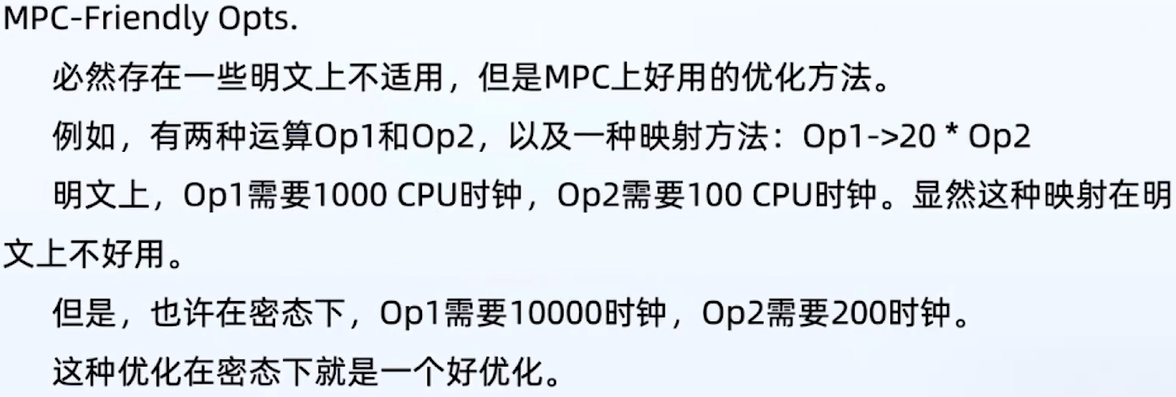 MPC-Friendly Opts.
必然存在一些明文上不适用，但是MPC上好用的优化方法。
例如，有两种运算Op1和Op2，以及一种映射方法：Op1->20 * Op2
明文上，Op1需要1000 CPU时钟，Op2需要100 CPU时钟。显然这种映射在明
文上不好用。
但是，也许在密态下，Op1需要10000时钟，Op2需要200时钟。
这种优化在密态下就是一个好优化。